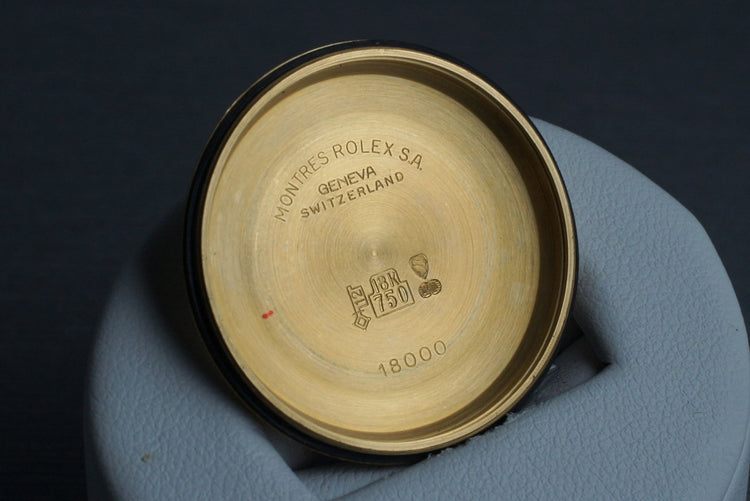 MONTRES ROLEX S.A.
GENEVA
SWITZERLAND
18K
750
18000